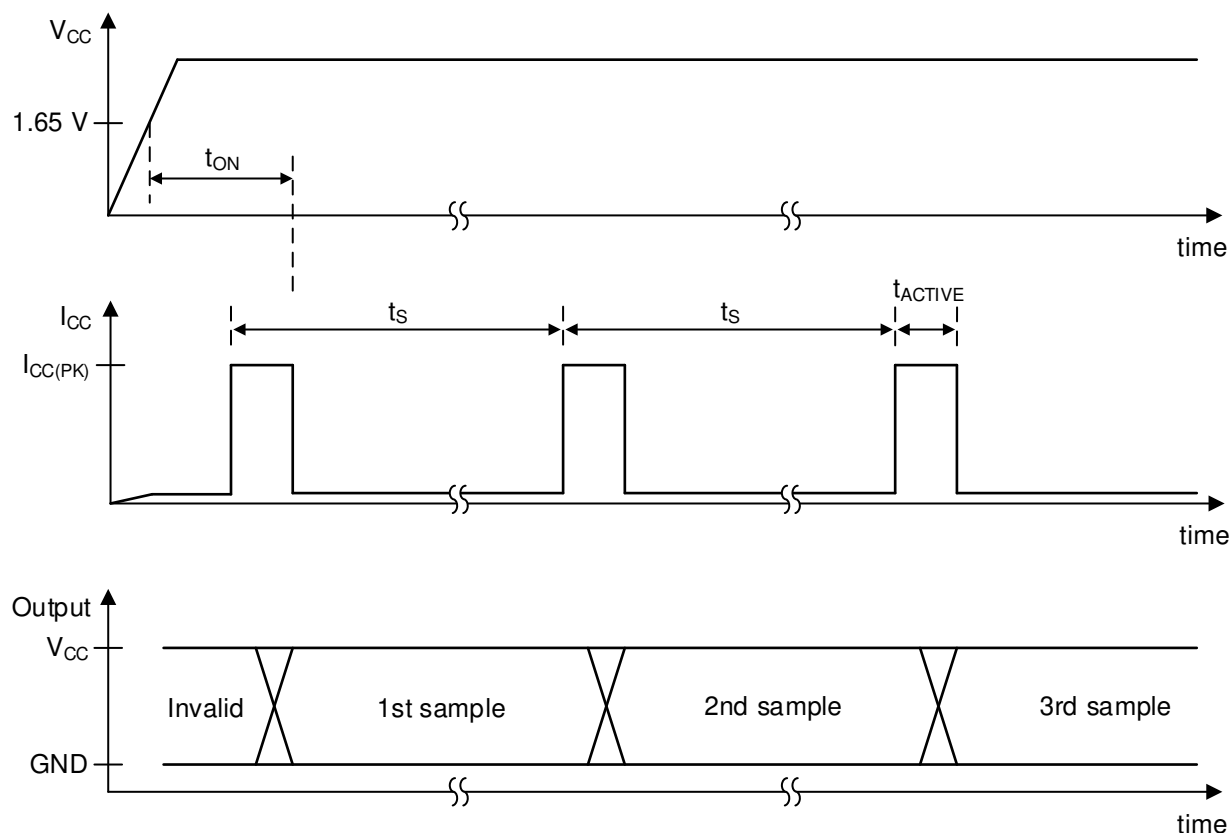 VCC
1.65 V
tON
time
ICC
tS
tS
tACTIVE
ICC(PK)
time
Output
VCC
Invalid
1st sample
2nd sample
3rd sample
GND
time